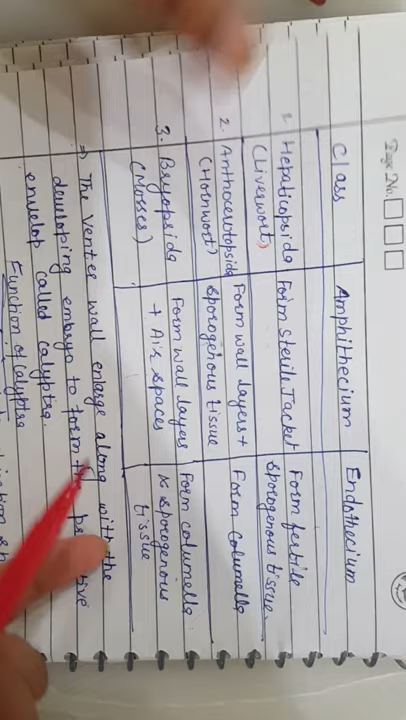 Page No.
Class Amphithecium Endothecium
1. Hepaticopsida Form Sterile Jacket Form fertile
(Liverwort) sporogenous tissue.
2. Anthocerotopsida Form wall layers + Form Columella
(Hornwort) sporogenous tissue
3. Bryopsida Form wall layers Form columella
(Mosses) + Air spaces & sporogenous
tissue
⇒ The Venter wall enlarge along with the
developing embryo to form
envelop called Calyptra.
Function of Calyptra